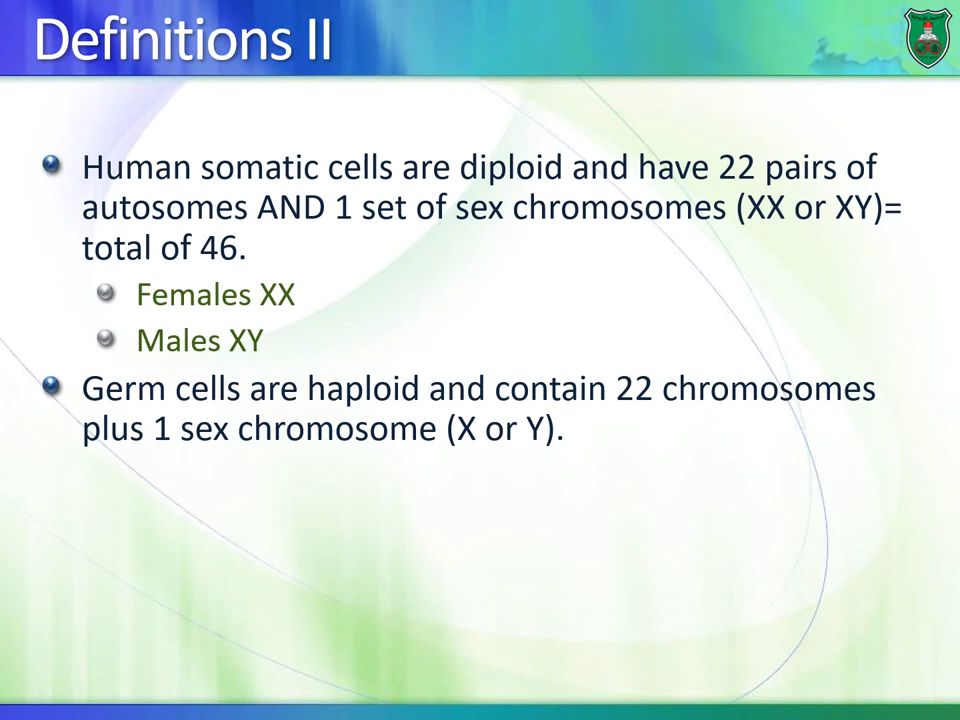 Definitions II
Human somatic cells are diploid and have 22 pairs of
autosomes AND 1 set of sex chromosomes (XX or XY)=
total of 46.
Females XX
Males XY
Germ cells are haploid and contain 22 chromosomes
plus 1 sex chromosome (X or Y).